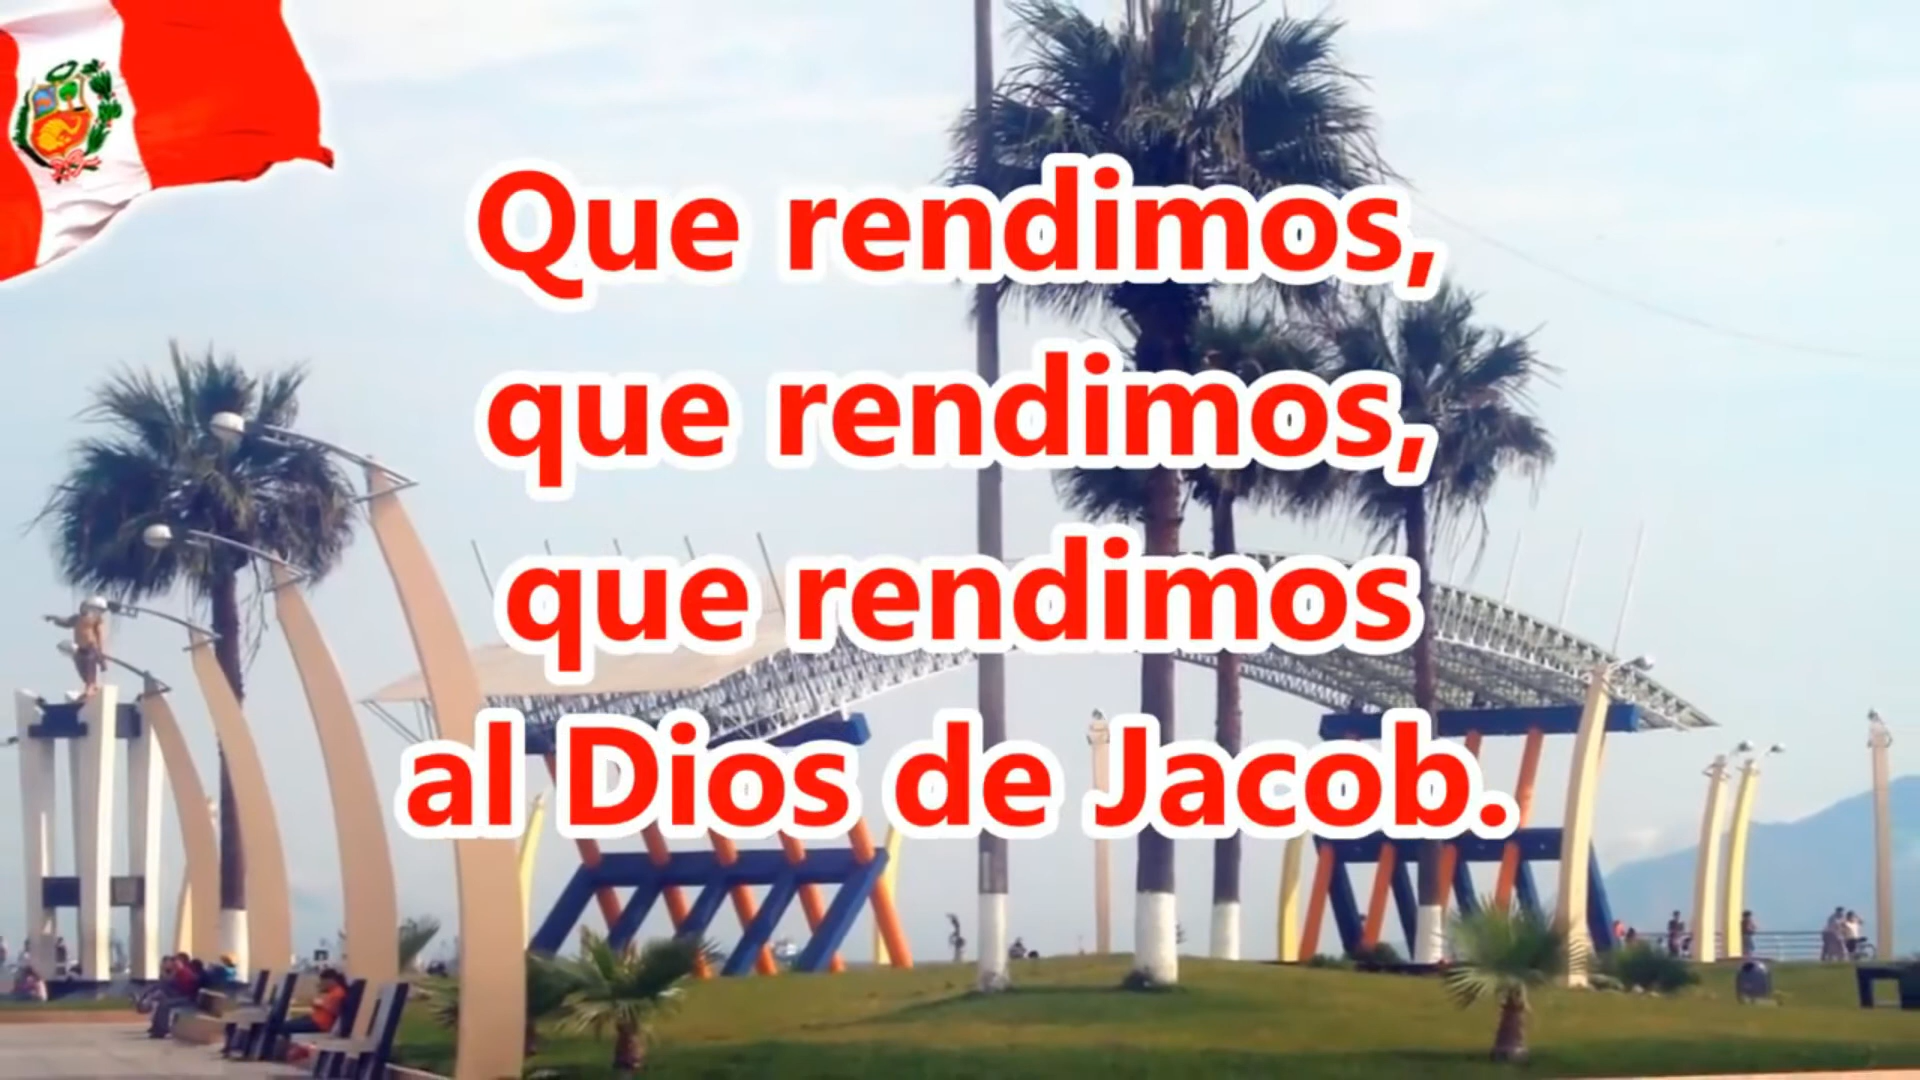 Que rendimos,
que rendimos,
que rendimos
al Dios de Jacob.